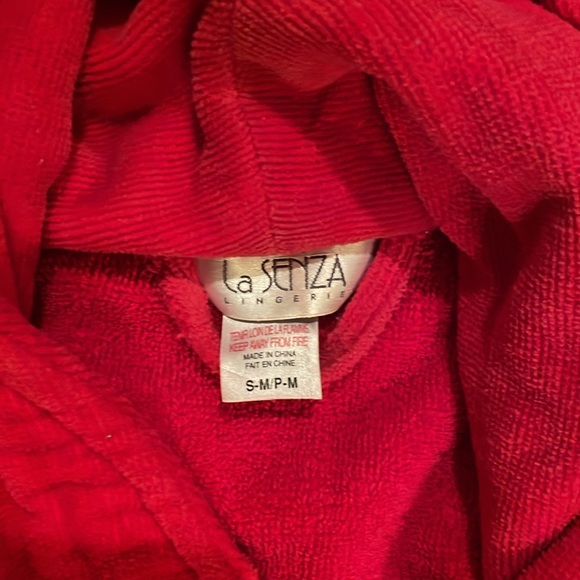 La SENZA
LINGERIE
TENIR LOIN DE LA FLAMME
KEEP AWAY FROM FIRE
MADE IN CHINA
FAIT EN CHINE
S-M/P-M